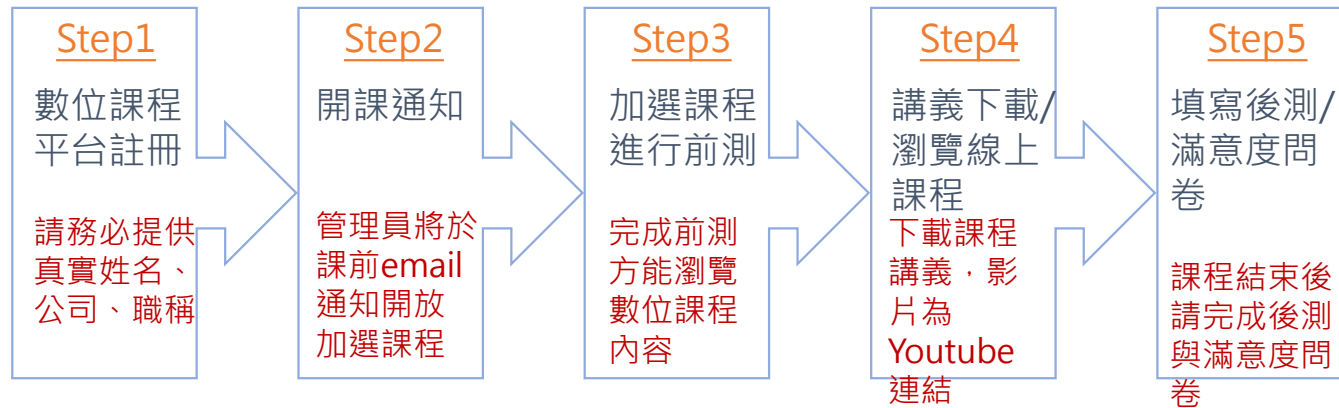 Step1
數位課程
平台註冊
請務必提供
真實姓名、
公司、職稱
Step2
開課通知
管理員將於
課前email
通知開放
加選課程
Step3
加選課程
進行前測
完成前測
方能瀏覽
數位課程
內容
Step4
講義下載/
瀏覽線上
課程
下載課程
講義，影
片為
Youtube
連結
Step5
填寫後測/
滿意度問
卷
課程結束後
請完成後測
與滿意度問
卷